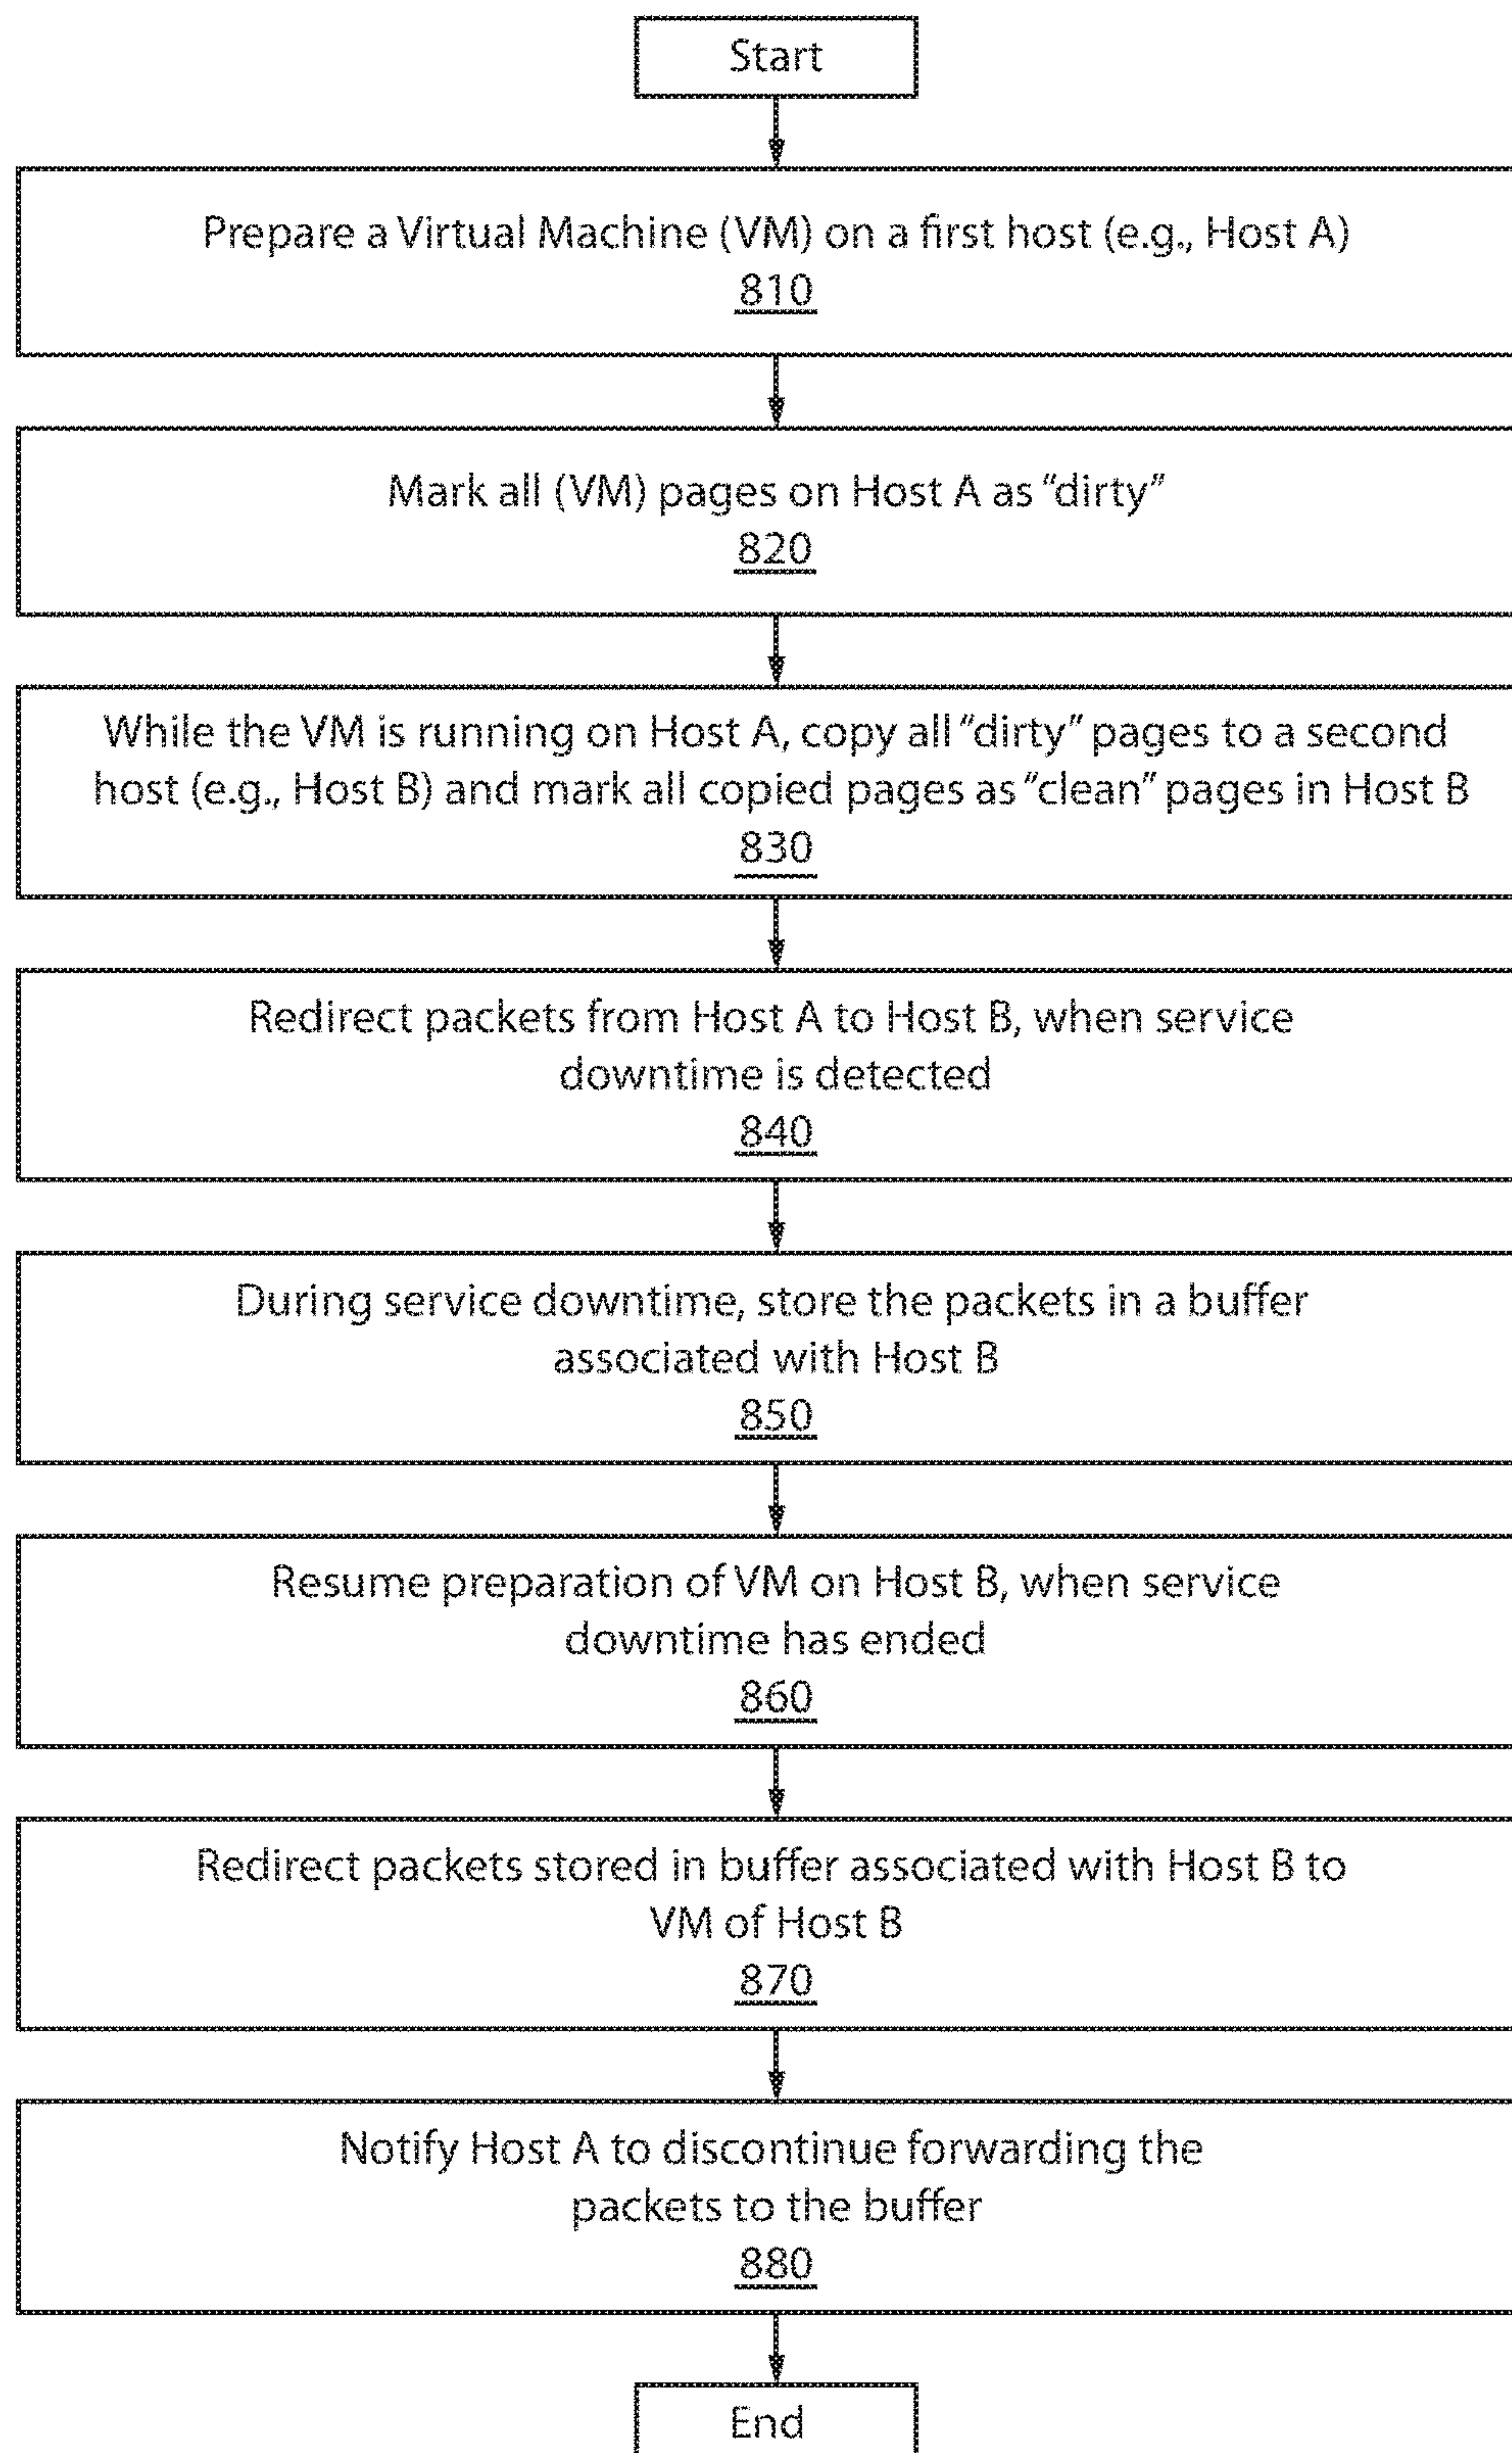 Start
Prepare a Virtual Machine (VM) on a first host (e.g., Host A)
810
Mark all (VM) pages on Host A as “dirty”
820
While the VM is running on Host A, copy all “dirty” pages to a second
host (e.g., Host B) and mark all copied pages as “clean” pages in Host B
830
Redirect packets from Host A to Host B, when service
downtime is detected
840
During service downtime, store the packets in a buffer
associated with Host B
850
Resume preparation of VM on Host B, when service
downtime has ended
860
Redirect packets stored in buffer associated with Host B to
VM of Host B
870
Notify Host A to discontinue forwarding the
packets to the buffer
880
End